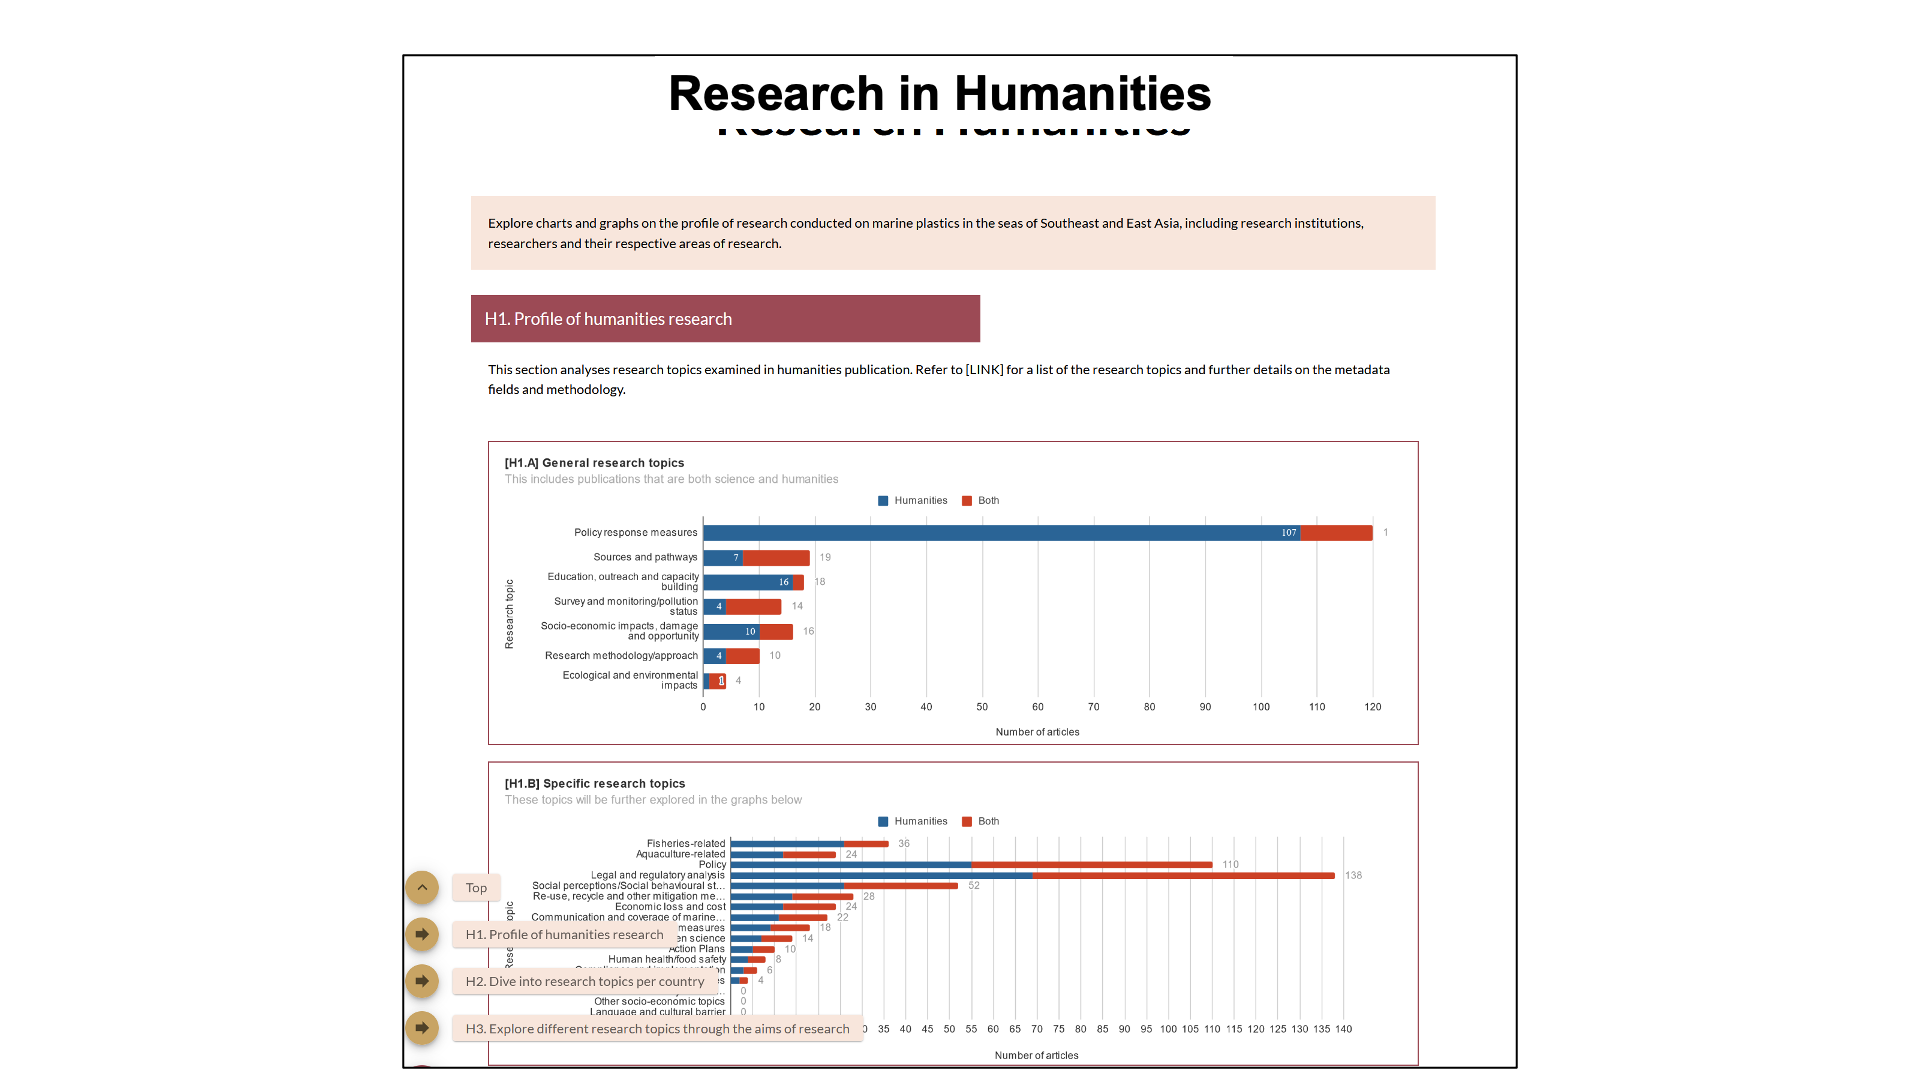 Research in Humanities
Research Humanities
Explore charts and graphs on the profile of research conducted on marine plastics in the seas of Southeast and East Asia, including research institutions,
researchers and their respective areas of research.
H1. Profile of humanities research
This section analyses research topics examined in humanities publication. Refer to [LINK] for a list of the research topics and further details on the metadata
fields and methodology.
[H1.A] General research topics
This includes publications that are both science and humanities
Humanities Both
Policy response measures 107 1
Sources and pathways 7 19
Education, outreach and capacity
building 16 18
Survey and monitoring/pollution
status 4 14
Socio-economic impacts, damage
and opportunity 10 16
Research methodology/approach 4 10
Ecological and environmental
impacts 1 4
Research topic
0 10 20 30 40 50 60 70 80 90 100 110 120
Number of articles
[H1.B] Specific research topics
These topics will be further explored in the graphs below
Humanities Both
Fisheries-related 36
Aquaculture-related 24
Policy 110
Legal and regulatory analysis 138
Social perceptions/Social behavioural st... 52
Re-use, recycle and other mitigation me... 28
Economic loss and cost 24
Communication and coverage of marine... 22
measures 18
en science 14
Action Plans 10
Human health/food safety 8
6
4
0
Other socio-economic topics 0
Language and cultural barrier 0
Top
H1. Profile of humanities research
H2. Dive into research topics per country
H3. Explore different research topics through the aims of research
0 35 40 45 50 55 60 65 70 75 80 85 90 95 100 105 110 115 120 125 130 135 140
Number of articles